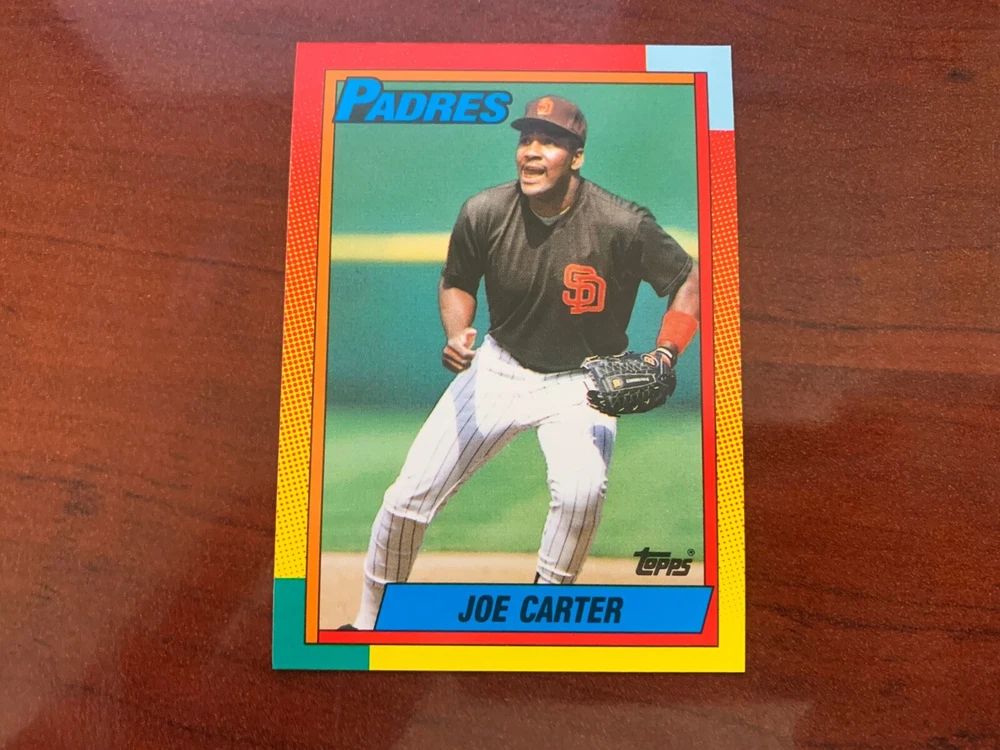 PADRES
SD
SD
topps®
JOE CARTER